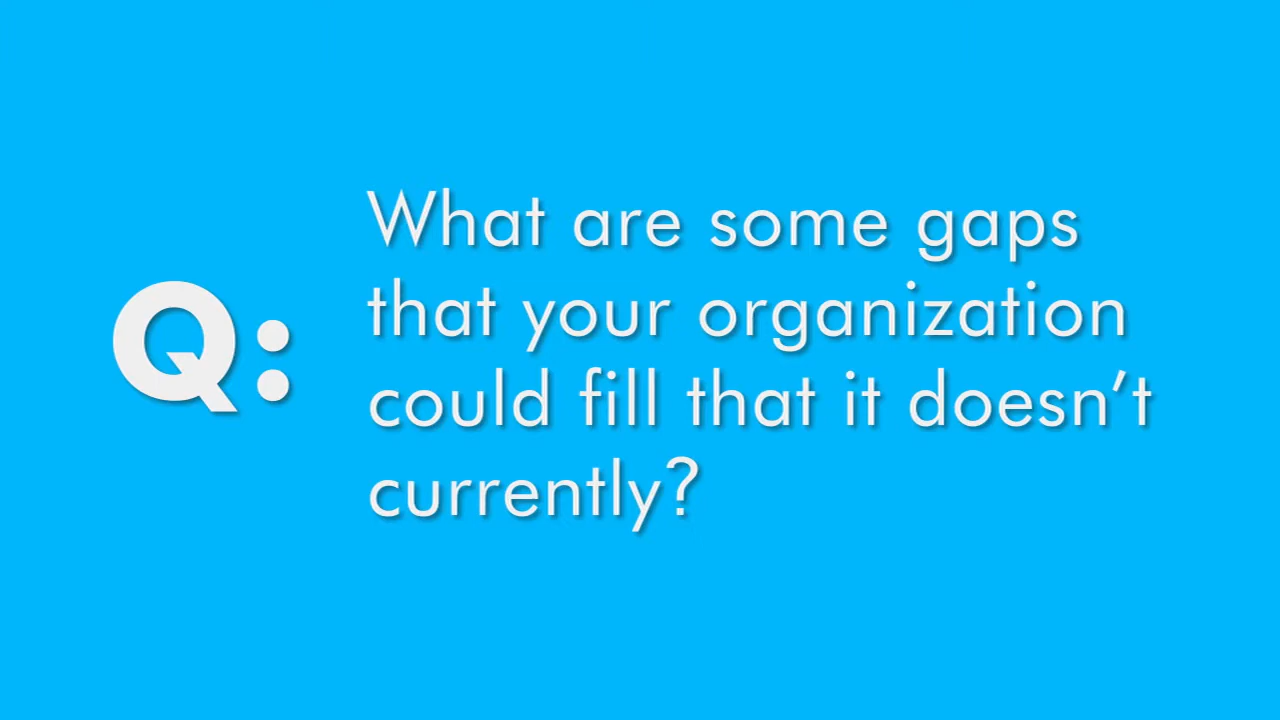 Q:
What are some gaps
that your organization
could fill that it doesn’t
currently?